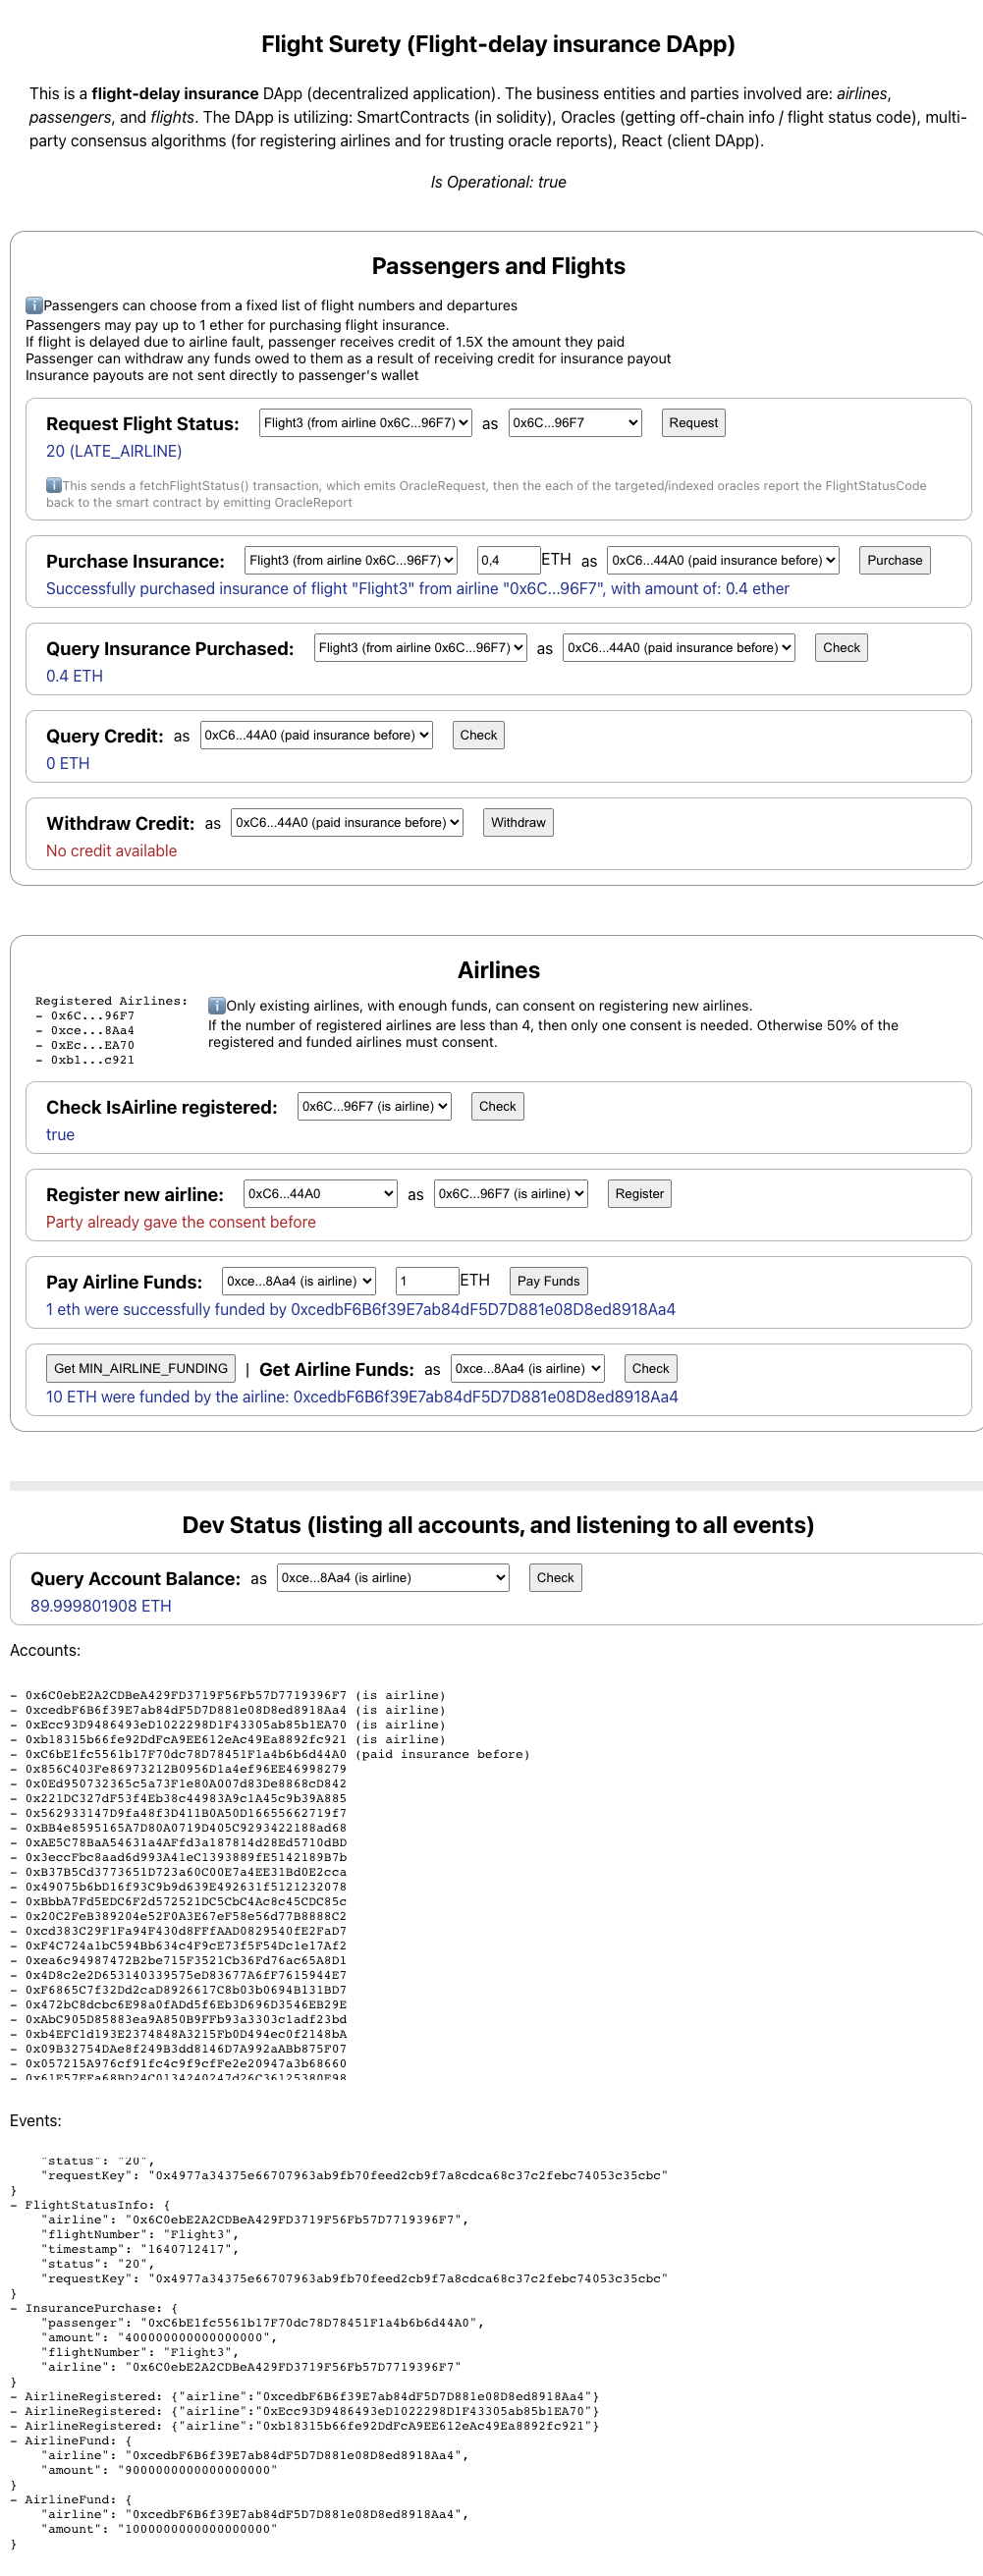 Flight Surety (Flight-delay insurance DApp)
This is a flight-delay insurance DApp (decentralized application). The business entities and parties involved are: airlines,
passengers, and flights. The DApp is utilizing: SmartContracts (in solidity), Oracles (getting off-chain info / flight status code), multi-
party consensus algorithms (for registering airlines and for trusting oracle reports), React (client DApp).
Is Operational: true
Passengers and Flights
ℹ️Passengers can choose from a fixed list of flight numbers and departures
Passengers may pay up to 1 ether for purchasing flight insurance.
If flight is delayed due to airline fault, passenger receives credit of 1.5X the amount they paid
Passenger can withdraw any funds owed to them as a result of receiving credit for insurance payout
Insurance payouts are not sent directly to passenger's wallet
Request Flight Status: Flight3 (from airline 0x6C...96F7) as 0x6C...96F7 Request
20 (LATE_AIRLINE)
ℹ️This sends a fetchFlightStatus() transaction, which emits OracleRequest, then the each of the targeted/indexed oracles report the FlightStatusCode
back to the smart contract by emitting OracleReport
Purchase Insurance: Flight3 (from airline 0x6C...96F7) 0,4 ETH as 0xC6...44A0 (paid insurance before) Purchase
Successfully purchased insurance of flight "Flight3" from airline "0x6C...96F7", with amount of: 0.4 ether
Query Insurance Purchased: Flight3 (from airline 0x6C...96F7) as 0xC6...44A0 (paid insurance before) Check
0.4 ETH
Query Credit: as 0xC6...44A0 (paid insurance before) Check
0 ETH
Withdraw Credit: as 0xC6...44A0 (paid insurance before) Withdraw
No credit available
Airlines
Registered Airlines:
- 0x6C...96F7
- 0xce...8Aa4
- 0xEc...EA70
- 0xb1...c921
ℹ️Only existing airlines, with enough funds, can consent on registering new airlines.
If the number of registered airlines are less than 4, then only one consent is needed. Otherwise 50% of the
registered and funded airlines must consent.
Check IsAirline registered: 0x6C...96F7 (is airline) Check
true
Register new airline: 0xC6...44A0 as 0x6C...96F7 (is airline) Register
Party already gave the consent before
Pay Airline Funds: 0xce...8Aa4 (is airline) 1 ETH Pay Funds
1 eth were successfully funded by 0xcedbF6B6f39E7ab84dF5D7D881e08D8ed8918Aa4
Get MIN_AIRLINE_FUNDING | Get Airline Funds: as 0xce...8Aa4 (is airline) Check
10 ETH were funded by the airline: 0xcedbF6B6f39E7ab84dF5D7D881e08D8ed8918Aa4
Dev Status (listing all accounts, and listening to all events)
Query Account Balance: as 0xce...8Aa4 (is airline) Check
89.999801908 ETH
Accounts:
- 0x6C0ebE2A2CDBeA429FD3719F56Fb57D7719396F7 (is airline)
- 0xcedbF6B6f39E7ab84dF5D7D881e08D8ed8918Aa4 (is airline)
- 0xEcc93D9486493eD1022298D1F43305ab85b1EA70 (is airline)
- 0xb18315b66fe92DdFcA9EE612eAc49Ea8892fc921 (is airline)
- 0xC6bE1fc5561b17F70dc78D78451F1a4b6b6d44A0 (paid insurance before)
- 0x856C403Fe86973212B0956D1a4ef96EE46998279
- 0x0Ed950732365c5a73F1e80A007d83De8868cD842
- 0x221DC327dF53f4Eb38c44983A9c1A45c9b39A885
- 0x562933147D9fa48f3D411B0A50D16655662719f7
- 0xBB4e8595165A7D80A0719D405C9293422188ad68
- 0xAE5C78BaA54631a4AFfd3a187814d28Ed5710dBD
- 0x3eccFbc8aad6d993A41eC1393889fE5142189B7b
- 0xB37B5Cd3773651D723a60C00E7a4EE31Bd0E2cca
- 0x49075b6bD16f93C9b9d639E492631f5121232078
- 0xBbbA7Fd5EDC6F2d572521DC5CbC4Ac8c45CDC85c
- 0x20C2FeB389204e52F0A3E67eF58e56d77B8888C2
- 0xcd383C29F1Fa94F430d8FFfAAD0829540fE2FaD7
- 0xF4C724a1bC594Bb634c4F9cE73f5F54Dc1e17Af2
- 0xea6c94987472B2be715F3521Cb36Fd76ac65A8D1
- 0x4D8c2e2D653140339575eD83677A6fF7615944E7
- 0xF6865C7f32Dd2caD8926617C8b03b0694B131BD7
- 0x472bC8dcbc6E98a0fADd5f6Eb3D696D3546EB29E
- 0xAbC905D85883ea9A850B9FFb93a3303c1adf23bd
- 0xb4EFC1d193E2374848A3215Fb0D494ec0f2148bA
- 0x09B32754DAe8f249B3dd8146D7A992aABb875F07
- 0x057215A976cf91fc4c9f9cfFe2e20947a3b68660
- 0x61E57EFa68BD24C0134240247d26C36125380E98
Events:
"status": "20",
"requestKey": "0x4977a34375e66707963ab9fb70feed2cb9f7a8cdca68c37c2febc74053c35cbc"
}
- FlightStatusInfo: {
"airline": "0x6C0ebE2A2CDBeA429FD3719F56Fb57D7719396F7",
"flightNumber": "Flight3",
"timestamp": "1640712417",
"status": "20",
"requestKey": "0x4977a34375e66707963ab9fb70feed2cb9f7a8cdca68c37c2febc74053c35cbc"
}
- InsurancePurchase: {
"passenger": "0xC6bE1fc5561b17F70dc78D78451F1a4b6b6d44A0",
"amount": "400000000000000000",
"flightNumber": "Flight3",
"airline": "0x6C0ebE2A2CDBeA429FD3719F56Fb57D7719396F7"
}
- AirlineRegistered: {"airline":"0xcedbF6B6f39E7ab84dF5D7D881e08D8ed8918Aa4"}
- AirlineRegistered: {"airline":"0xEcc93D9486493eD1022298D1F43305ab85b1EA70"}
- AirlineRegistered: {"airline":"0xb18315b66fe92DdFcA9EE612eAc49Ea8892fc921"}
- AirlineFund: {
"airline": "0xcedbF6B6f39E7ab84dF5D7D881e08D8ed8918Aa4",
"amount": "9000000000000000000"
}
- AirlineFund: {
"airline": "0xcedbF6B6f39E7ab84dF5D7D881e08D8ed8918Aa4",
"amount": "1000000000000000000"
}